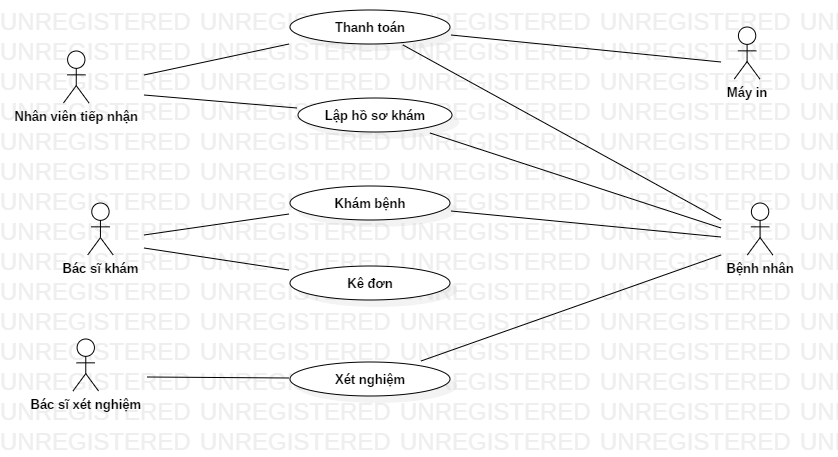 Thanh toán
Máy in
Nhân viên tiếp nhận
Lập hồ sơ khám
Khám bệnh
Bác sĩ khám
Bệnh nhân
Kê đơn
Xét nghiệm
Bác sĩ xét nghiệm
UNREGISTERED